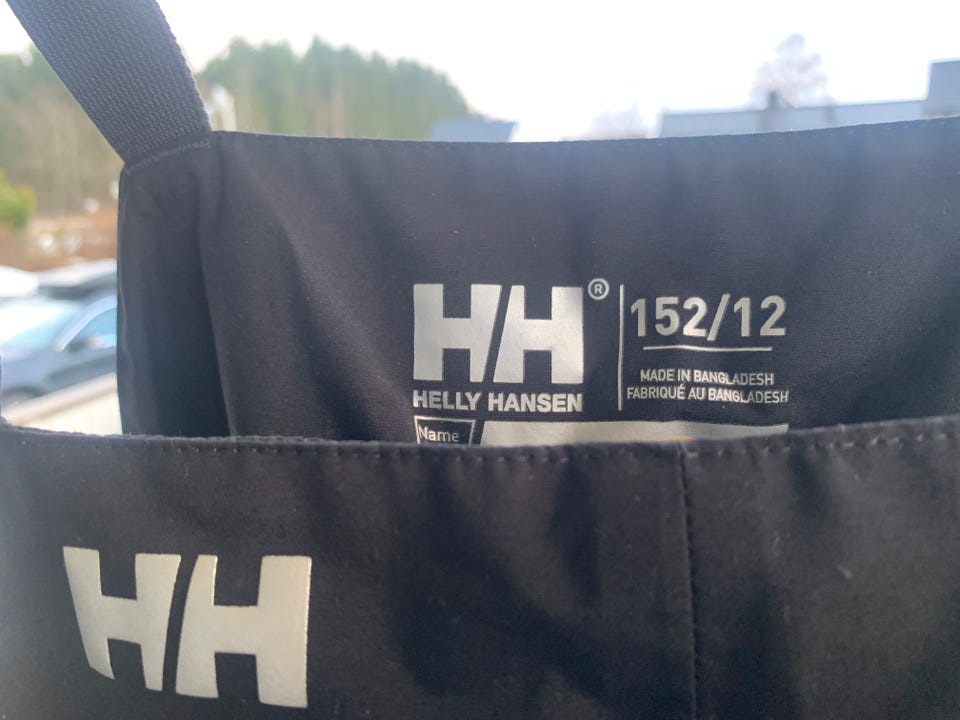 HH®
HELLY HANSEN
152/12
MADE IN BANGLADESH
FABRIQUÉ AU BANGLADESH
Name
HH